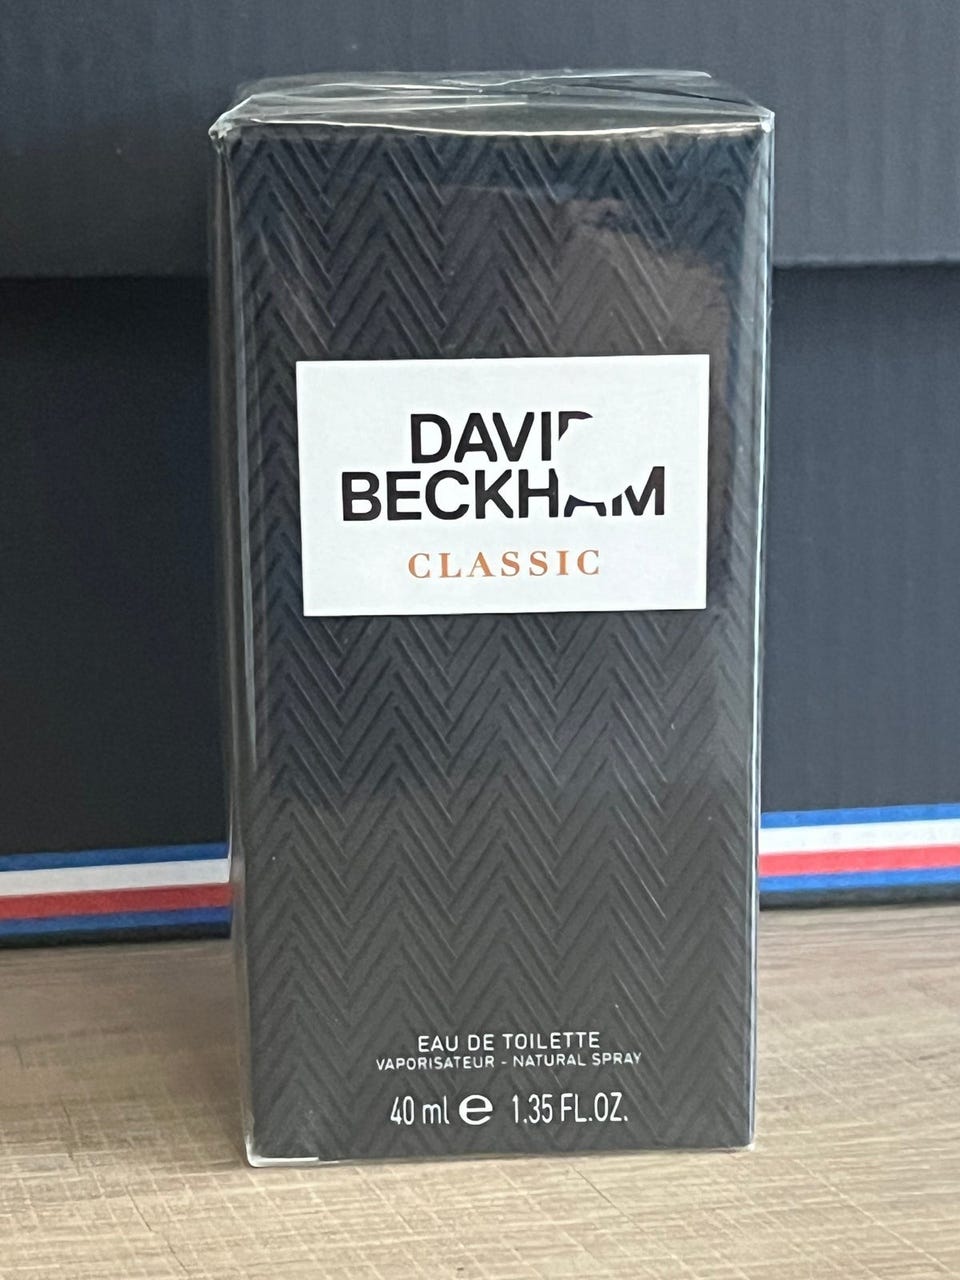 DAVID
BECKHAM
CLASSIC
EAU DE TOILETTE
VAPORISATEUR - NATURAL SPRAY
40 ml e 1.35 FL.OZ.